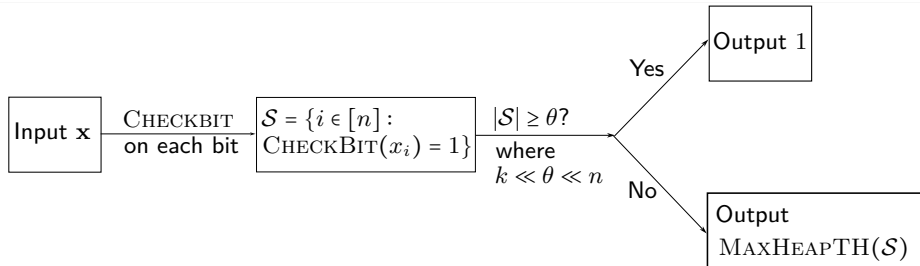 Input x
CHECKBIT
on each bit
S = {i ∈ [n] :
CHECKBIT(x_i) = 1}
|S| ≥ θ?
where
k ≪ θ ≪ n
Yes
Output 1
No
Output
MAXHEAPTH(S)